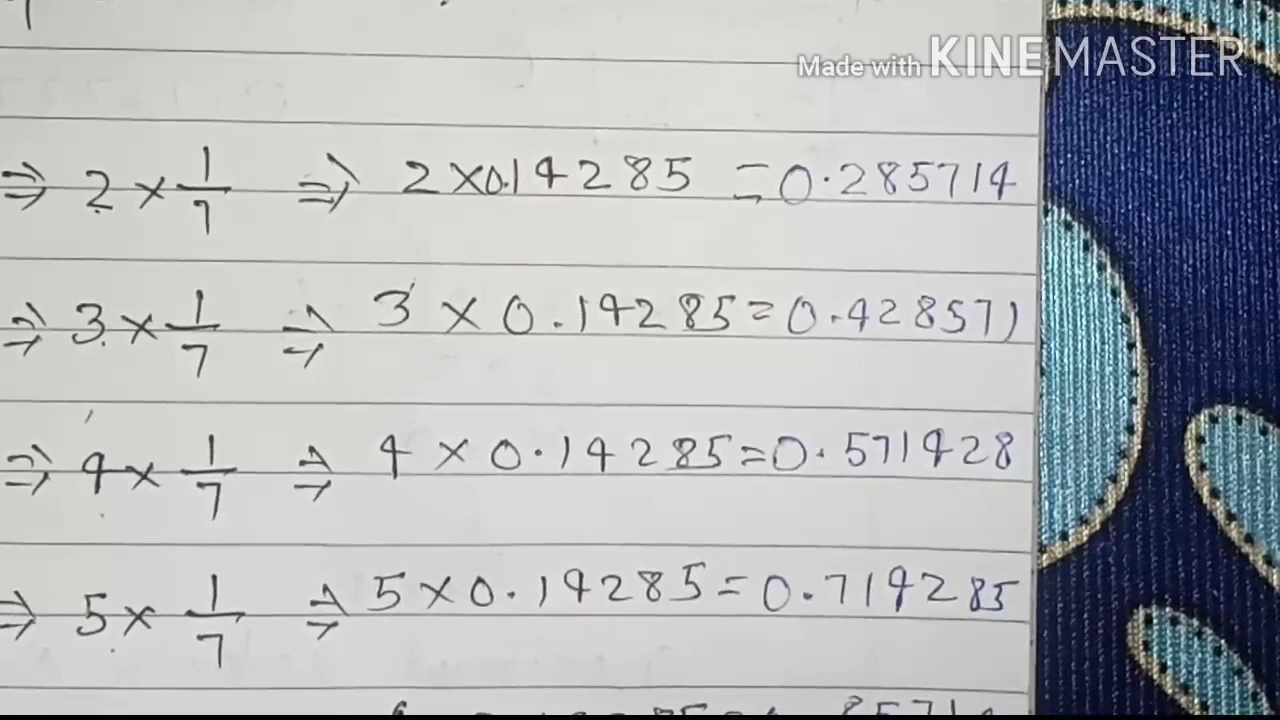 Made with KINEMASTER
⇒ 2 × 1/7 ⇒ 2 × 0.14285 = 0.285714
⇒ 3 × 1/7 ⇒ 3 × 0.14285 = 0.428571
⇒ 4 × 1/7 ⇒ 4 × 0.14285 = 0.571428
⇒ 5 × 1/7 ⇒ 5 × 0.14285 = 0.714285